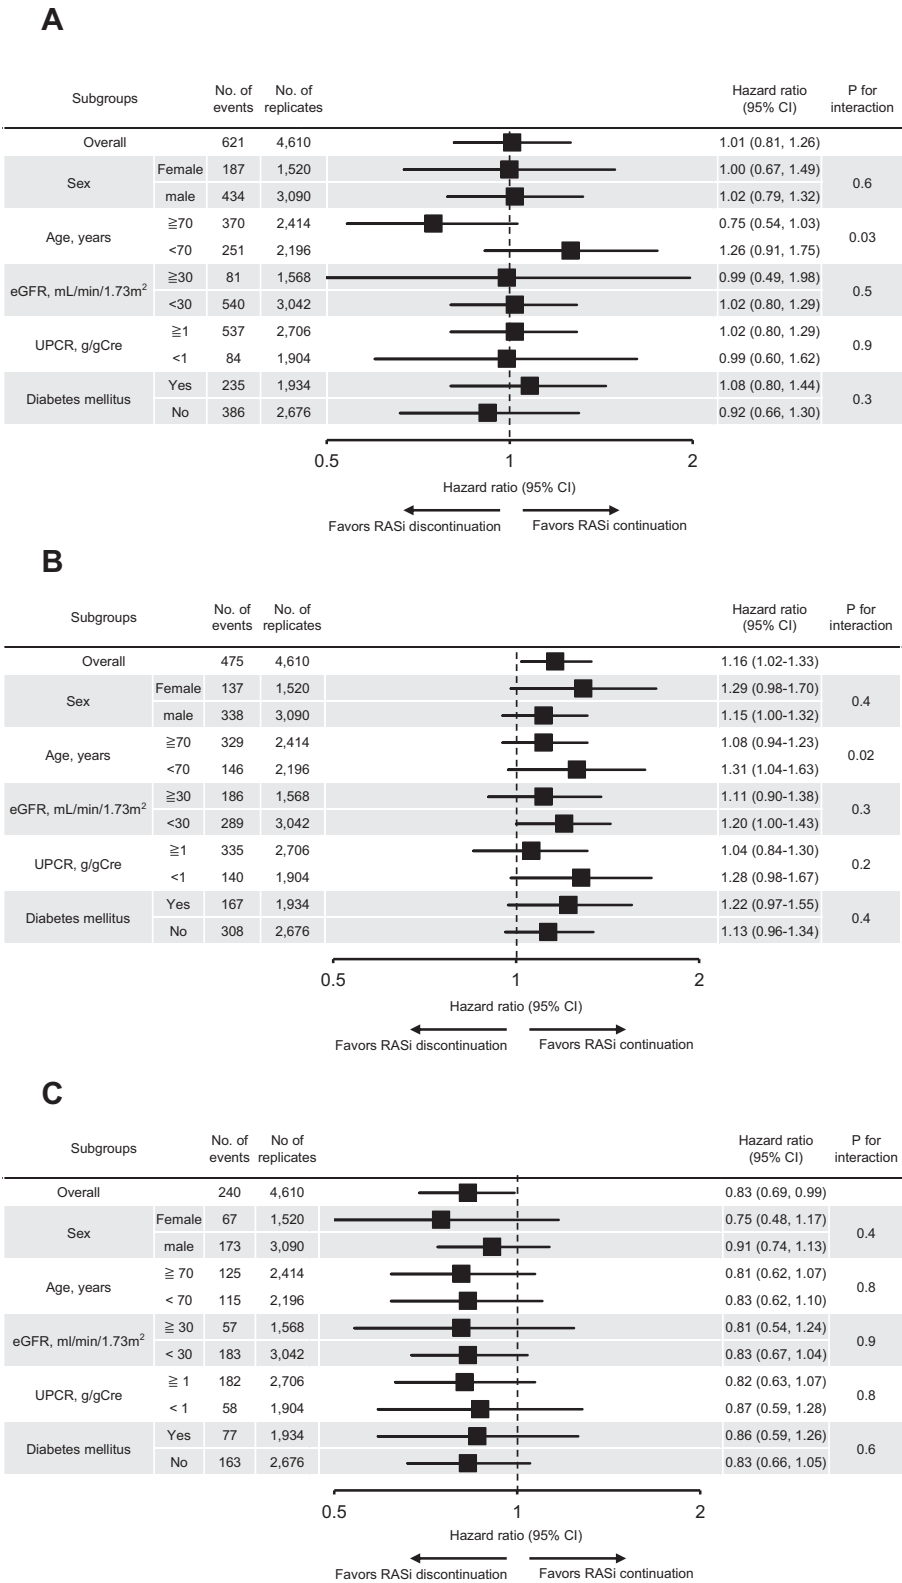 A
Subgroups No. of events No. of replicates Hazard ratio (95% CI) P for interaction
Overall 621 4,610 1.01 (0.81, 1.26)
Sex Female 187 1,520 1.00 (0.67, 1.49) 0.6
male 434 3,090 1.02 (0.79, 1.32)
Age, years ≧70 370 2,414 0.75 (0.54, 1.03) 0.03
<70 251 2,196 1.26 (0.91, 1.75)
eGFR, mL/min/1.73m² ≧30 81 1,568 0.99 (0.49, 1.98) 0.5
<30 540 3,042 1.02 (0.80, 1.29)
UPCR, g/gCre ≧1 537 2,706 1.02 (0.80, 1.29) 0.9
<1 84 1,904 0.99 (0.60, 1.62)
Diabetes mellitus Yes 235 1,934 1.08 (0.80, 1.44) 0.3
No 386 2,676 0.92 (0.66, 1.30)
0.5 1 2
Hazard ratio (95% CI)
Favors RASi discontinuation Favors RASi continuation
B
Subgroups No. of events No. of replicates Hazard ratio (95% CI) P for interaction
Overall 475 4,610 1.16 (1.02-1.33)
Sex Female 137 1,520 1.29 (0.98-1.70) 0.4
male 338 3,090 1.15 (1.00-1.32)
Age, years ≧70 329 2,414 1.08 (0.94-1.23) 0.02
<70 146 2,196 1.31 (1.04-1.63)
eGFR, mL/min/1.73m² ≧30 186 1,568 1.11 (0.90-1.38) 0.3
<30 289 3,042 1.20 (1.00-1.43)
UPCR, g/gCre ≧1 335 2,706 1.04 (0.84-1.30) 0.2
<1 140 1,904 1.28 (0.98-1.67)
Diabetes mellitus Yes 167 1,934 1.22 (0.97-1.55) 0.4
No 308 2,676 1.13 (0.96-1.34)
0.5 1 2
Hazard ratio (95% CI)
Favors RASi discontinuation Favors RASi continuation
C
Subgroups No. of events No of replicates Hazard ratio (95% CI) P for interaction
Overall 240 4,610 0.83 (0.69, 0.99)
Sex Female 67 1,520 0.75 (0.48, 1.17) 0.4
male 173 3,090 0.91 (0.74, 1.13)
Age, years ≧ 70 125 2,414 0.81 (0.62, 1.07) 0.8
< 70 115 2,196 0.83 (0.62, 1.10)
eGFR, ml/min/1.73m² ≧ 30 57 1,568 0.81 (0.54, 1.24) 0.9
< 30 183 3,042 0.83 (0.67, 1.04)
UPCR, g/gCre ≧ 1 182 2,706 0.82 (0.63, 1.07) 0.8
< 1 58 1,904 0.87 (0.59, 1.28)
Diabetes mellitus Yes 77 1,934 0.86 (0.59, 1.26) 0.6
No 163 2,676 0.83 (0.66, 1.05)
0.5 1 2
Hazard ratio (95% CI)
Favors RASi discontinuation Favors RASi continuation